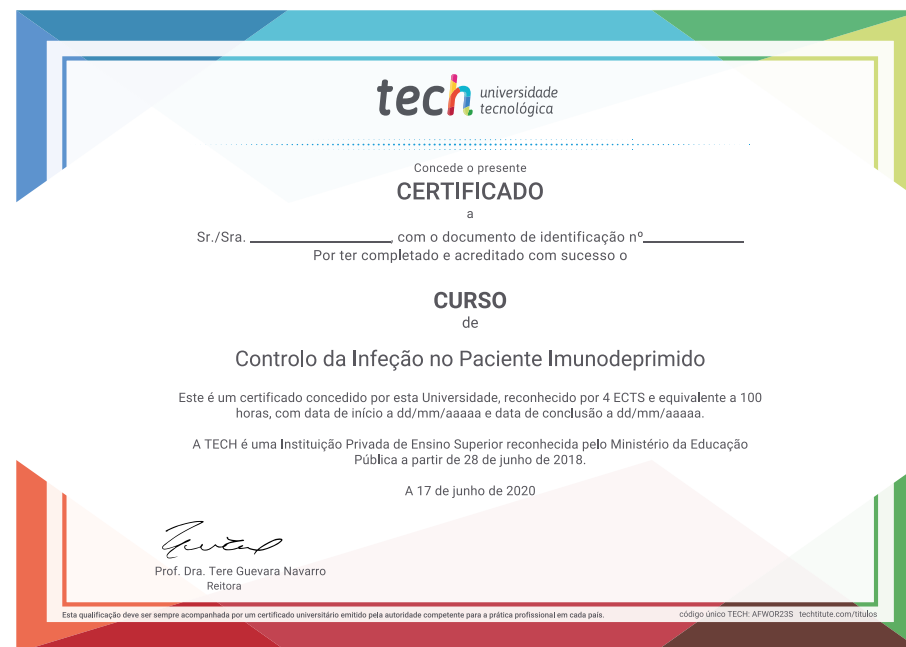 tech universidade
tecnológica
Concede o presente
CERTIFICADO
a
Sr./Sra. ____________, com o documento de identificação nº____________
Por ter completado e acreditado com sucesso o
CURSO
de
Controlo da Infeção no Paciente Imunodeprimido
Este é um certificado concedido por esta Universidade, reconhecido por 4 ECTS e equivalente a 100
horas, com data de início a dd/mm/aaaaa e data de conclusão a dd/mm/aaaaa.
A TECH é uma Instituição Privada de Ensino Superior reconhecida pelo Ministério da Educação
Pública a partir de 28 de junho de 2018.
A 17 de junho de 2020
Prof. Dra. Tere Guevara Navarro
Reitora
Esta qualificação deve ser sempre acompanhada por um certificado universitário emitido pela autoridade competente para a prática profissional em cada país.
código único TECH: AFWOR23S techtitute.com/titulos